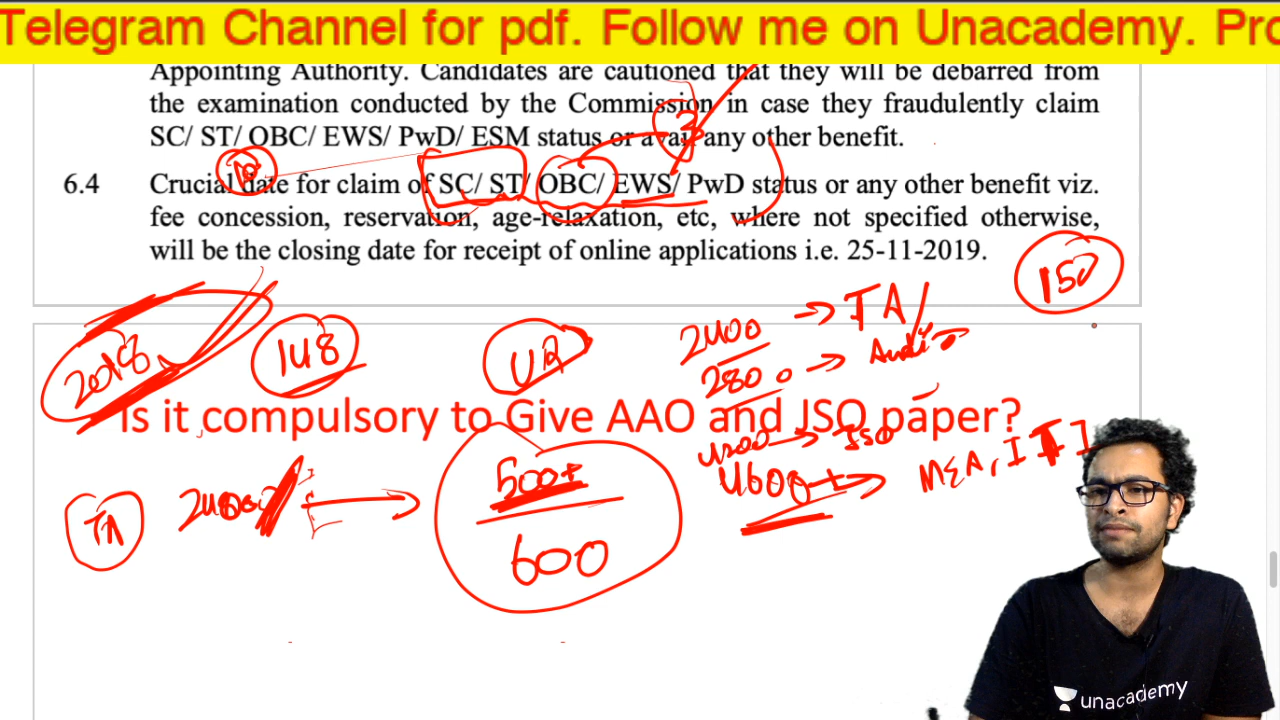 Telegram Channel for pdf. Follow me on Unacademy. Pro
Appointing Authority. Candidates are cautioned that they will be debarred from
the examination conducted by the Commission in case they fraudulently claim
SC/ ST/ OBC/ EWS/ PwD/ ESM status or avail any other benefit.
3
6.4 Crucial date for claim of SC/ ST/ OBC/ EWS/ PwD status or any other benefit viz.
fee concession, reservation, age-relaxation, etc, where not specified otherwise,
will be the closing date for receipt of online applications i.e. 25-11-2019.
150
2018 148 UR
2400 → TA/
2800 → Auditor
Is it compulsory to Give AAO and JSO paper?
4200 → JSO
4600+ → MEA, I
TA 2400 → 500+
600
unacademy